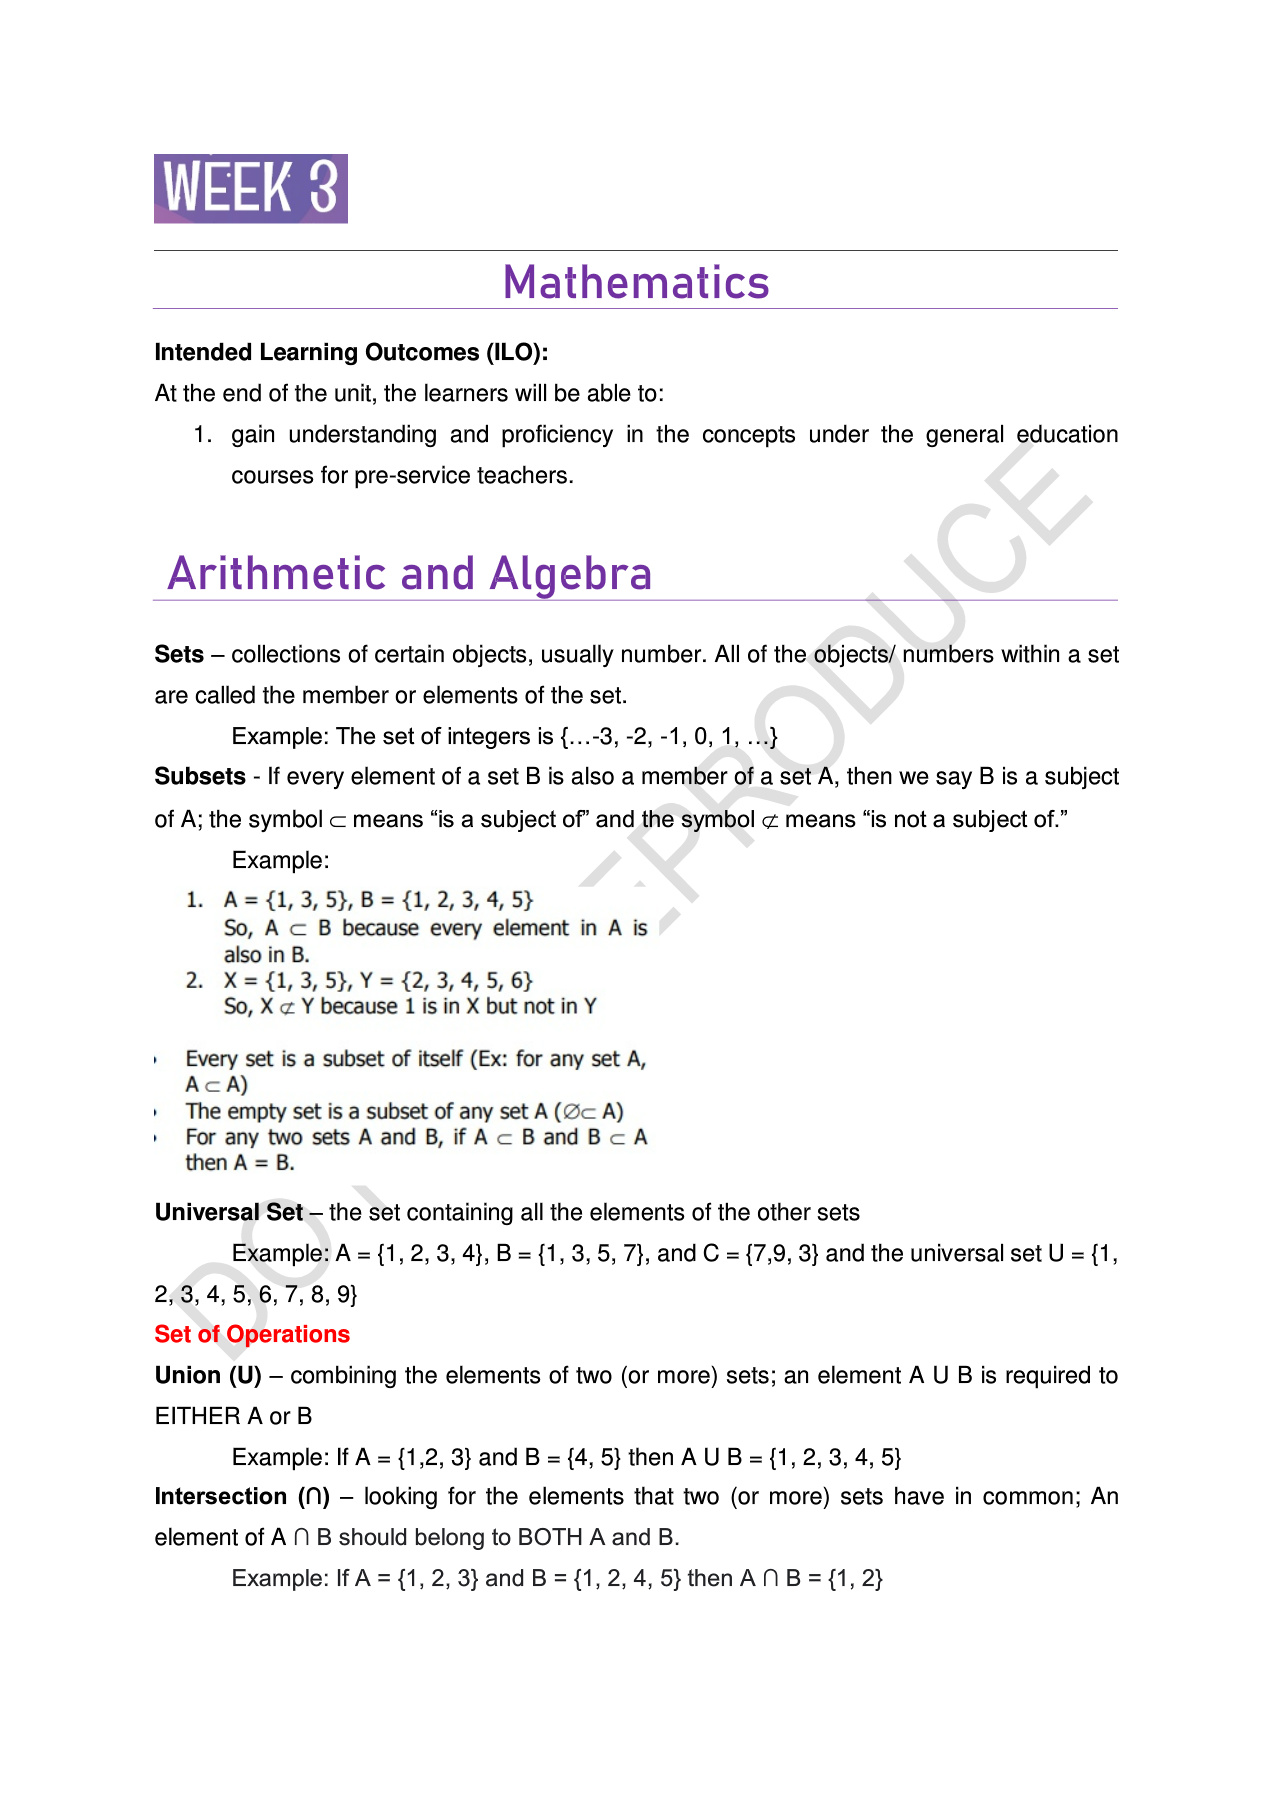 WEEK 3
Mathematics
Intended Learning Outcomes (ILO):
At the end of the unit, the learners will be able to:
1. gain understanding and proficiency in the concepts under the general education
courses for pre-service teachers.
Arithmetic and Algebra
Sets – collections of certain objects, usually number. All of the objects/ numbers within a set
are called the member or elements of the set.
Example: The set of integers is {…-3, -2, -1, 0, 1, …}
Subsets - If every element of a set B is also a member of a set A, then we say B is a subject
of A; the symbol ⊂ means “is a subject of” and the symbol ⊄ means “is not a subject of.”
Example:
1. A = {1, 3, 5}, B = {1, 2, 3, 4, 5}
So, A ⊂ B because every element in A is
also in B.
2. X = {1, 3, 5}, Y = {2, 3, 4, 5, 6}
So, X ⊄ Y because 1 is in X but not in Y
• Every set is a subset of itself (Ex: for any set A,
A ⊂ A)
• The empty set is a subset of any set A (∅⊂ A)
• For any two sets A and B, if A ⊂ B and B ⊂ A
then A = B.
Universal Set – the set containing all the elements of the other sets
Example: A = {1, 2, 3, 4}, B = {1, 3, 5, 7}, and C = {7,9, 3} and the universal set U = {1,
2, 3, 4, 5, 6, 7, 8, 9}
Set of Operations
Union (U) – combining the elements of two (or more) sets; an element A U B is required to
EITHER A or B
Example: If A = {1,2, 3} and B = {4, 5} then A U B = {1, 2, 3, 4, 5}
Intersection (∩) – looking for the elements that two (or more) sets have in common; An
element of A ∩ B should belong to BOTH A and B.
Example: If A = {1, 2, 3} and B = {1, 2, 4, 5} then A ∩ B = {1, 2}